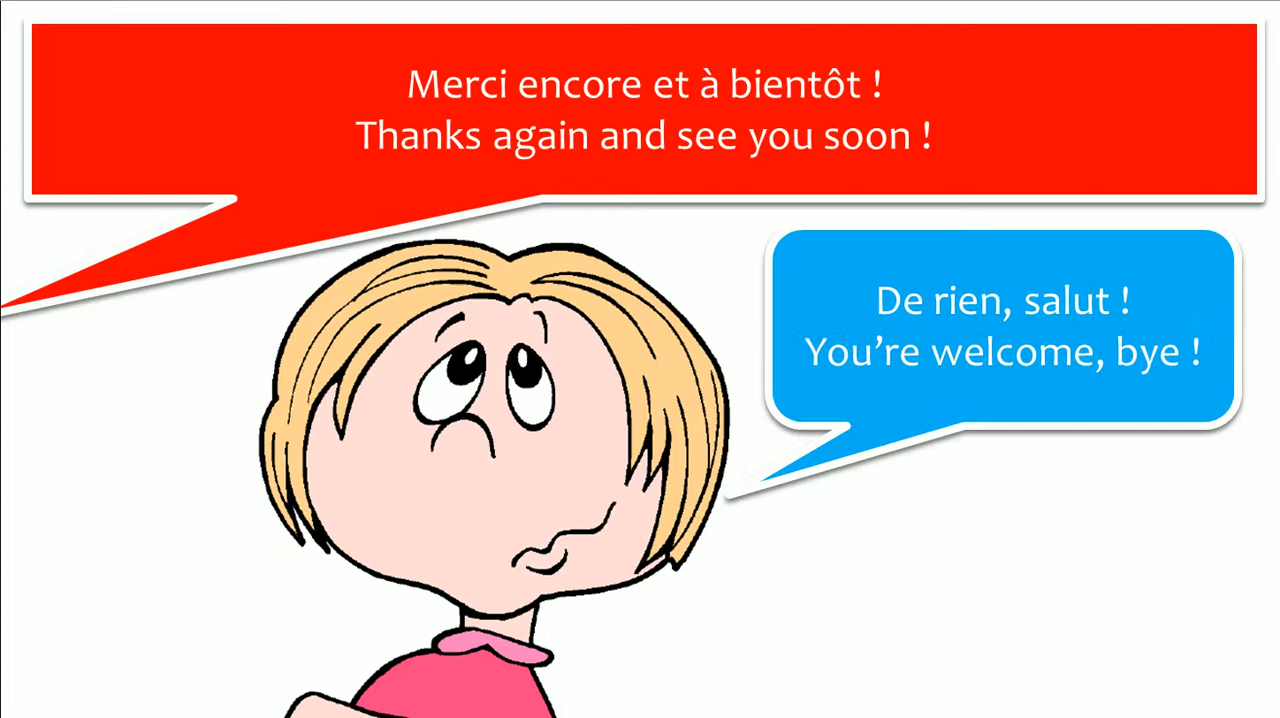 Merci encore et à bientôt !
Thanks again and see you soon !
De rien, salut !
You’re welcome, bye !